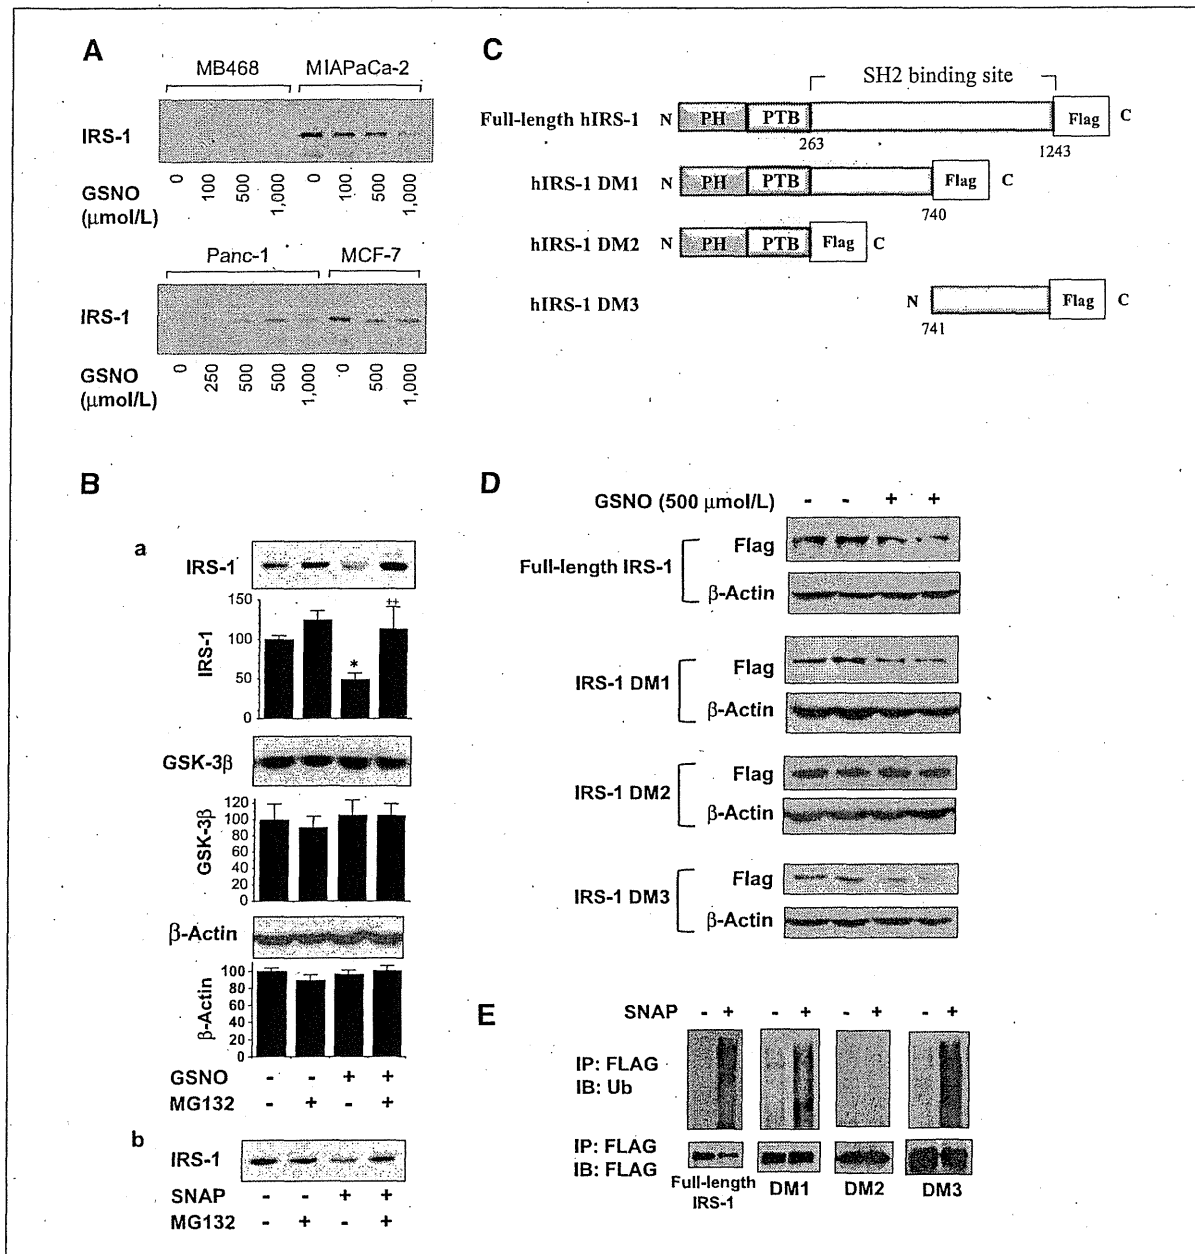 A
MB468 MIAPaCa-2
IRS-1
GSNO (μmol/L) 0 100 500 1,000 0 100 500 1,000
Panc-1 MCF-7
IRS-1
GSNO (μmol/L) 0 250 500 500 1,000 0 500 1,000
C
SH2 binding site
Full-length hIRS-1 N PH PTB Flag C
263 1243
hIRS-1 DM1 N PH PTB Flag C
740
hIRS-1 DM2 N PH PTB Flag C
hIRS-1 DM3 N Flag C
741
B
a
IRS-1
IRS-1
150
100
50
0
* ++
GSK-3β
GSK-3β
120
100
80
60
40
20
0
β-Actin
β-Actin
100
80
60
40
20
0
GSNO - - + +
MG132 - + - +
b
IRS-1
SNAP - - + +
MG132 - + - +
D
GSNO (500 μmol/L) - - + +
Full-length IRS-1
Flag
β-Actin
IRS-1 DM1
Flag
β-Actin
IRS-1 DM2
Flag
β-Actin
IRS-1 DM3
Flag
β-Actin
E
SNAP - + - + - + - +
IP: FLAG
IB: Ub
IP: FLAG
IB: FLAG
Full-length IRS-1 DM1 DM2 DM3